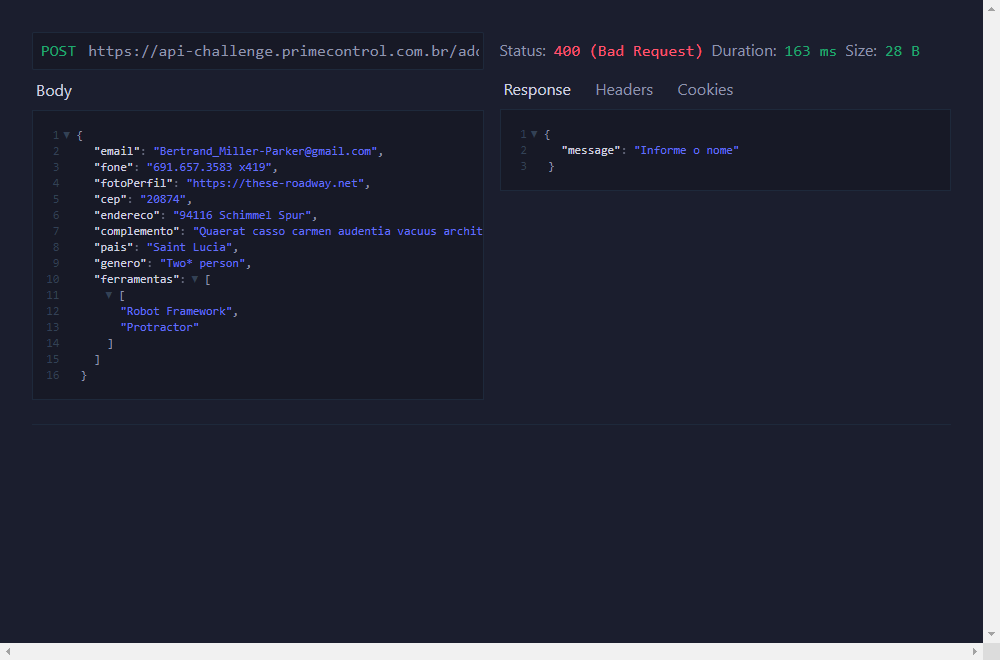 POST https://api-challenge.primecontrol.com.br/add
Body
1 ▼ {
2 "email": "Bertrand_Miller-Parker@gmail.com",
3 "fone": "691.657.3583 x419",
4 "fotoPerfil": "https://these-roadway.net",
5 "cep": "20874",
6 "endereco": "94116 Schimmel Spur",
7 "complemento": "Quaerat casso carmen audentia vacuus archit
8 "pais": "Saint Lucia",
9 "genero": "Two* person",
10 "ferramentas": ▼ [
11 ▼ [
12 "Robot Framework",
13 "Protractor"
14 ]
15 ]
16 }
Status: 400 (Bad Request) Duration: 163 ms Size: 28 B
Response Headers Cookies
1 ▼ {
2 "message": "Informe o nome"
3 }